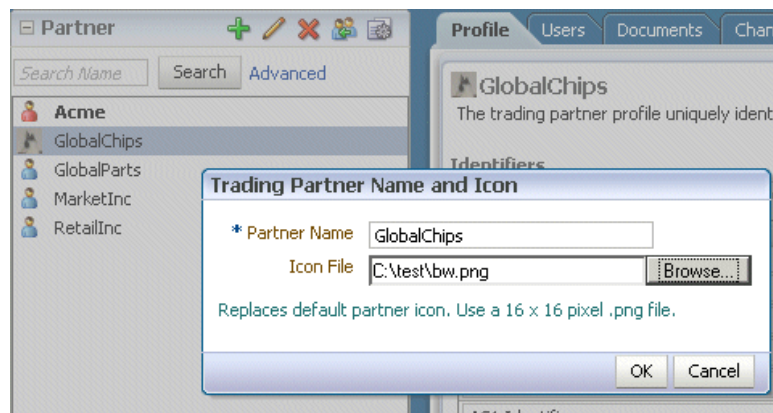 Partner
Search Name Search Advanced
Acme
GlobalChips
GlobalParts
MarketInc
RetailInc
Profile Users Documents Chan
GlobalChips
The trading partner profile uniquely ident
Identifiers
Trading Partner Name and Icon
* Partner Name GlobalChips
Icon File C:\test\bw.png Browse...
Replaces default partner icon. Use a 16 x 16 pixel .png file.
OK Cancel